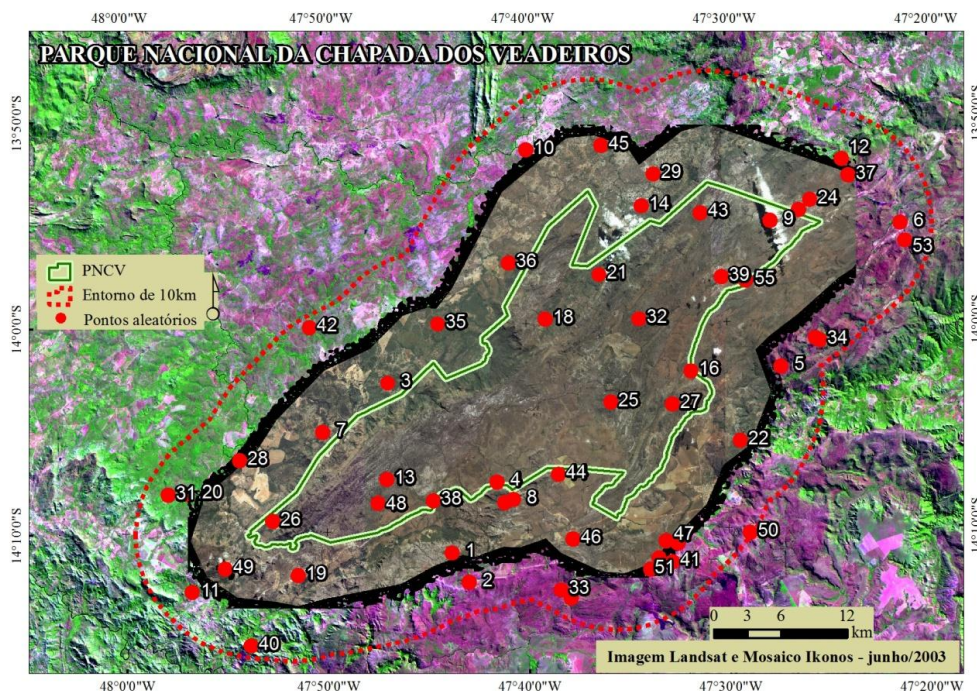 48°00'0"W 47°50'0"W 47°40'0"W 47°30'0"W 47°20'0"W
PARQUE NACIONAL DA CHAPADA DOS VEADEIROS
13°50'0"S 13°50'0"S
10 45 12
29 37
14 43 24
9 6
53
36 21 39 55
PNCV
Entorno de 10km
Pontos aleatórios
42 35 18 32
14°0'0"S 14°0'0"S
34
5
3 16
25 27
7 22
28
13 4 44
31 20 48 38 8
26 50
14°10'0"S 14°10'0"S
46 47
1 41
49 19 2 51
11 33
40
0 3 6 12
km
Imagem Landsat e Mosaico Ikonos - junho/2003
48°00'0"W 47°50'0"W 47°40'0"W 47°30'0"W 47°20'0"W